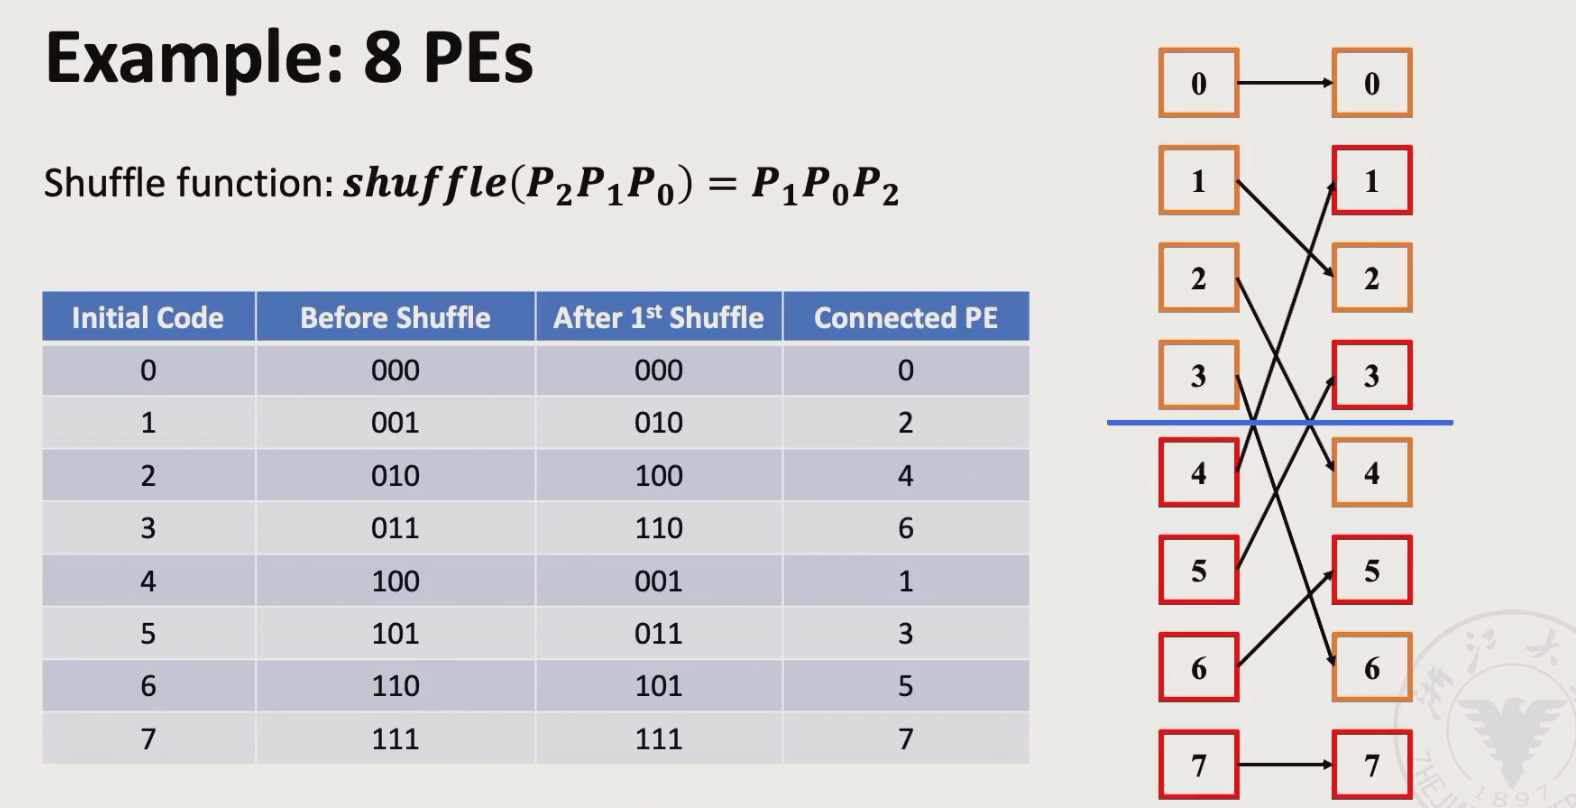 Example: 8 PEs
Shuffle function: shuffle(P₂P₁P₀) = P₁P₀P₂
Initial Code Before Shuffle After 1st Shuffle Connected PE
0 000 000 0
1 001 010 2
2 010 100 4
3 011 110 6
4 100 001 1
5 101 011 3
6 110 101 5
7 111 111 7
0 0
1 1
2 2
3 3
4 4
5 5
6 6
7 7
1897